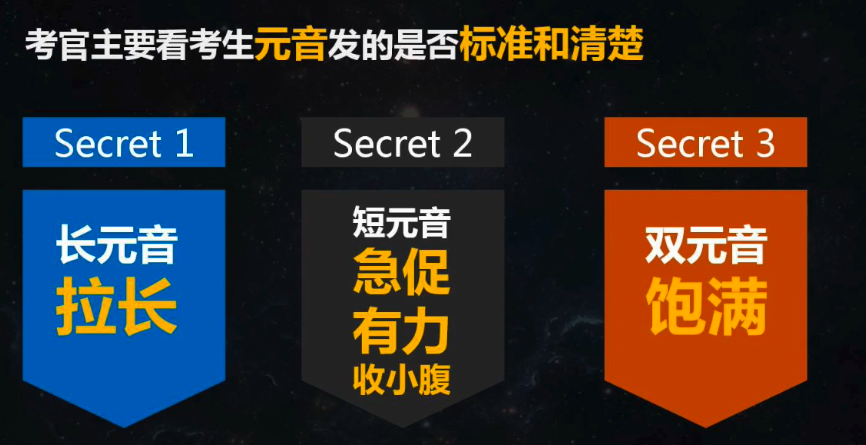 考官主要看考生元音发的是否标准和清楚
Secret 1
长元音
拉长
Secret 2
短元音
急促
有力
收小腹
Secret 3
双元音
饱满